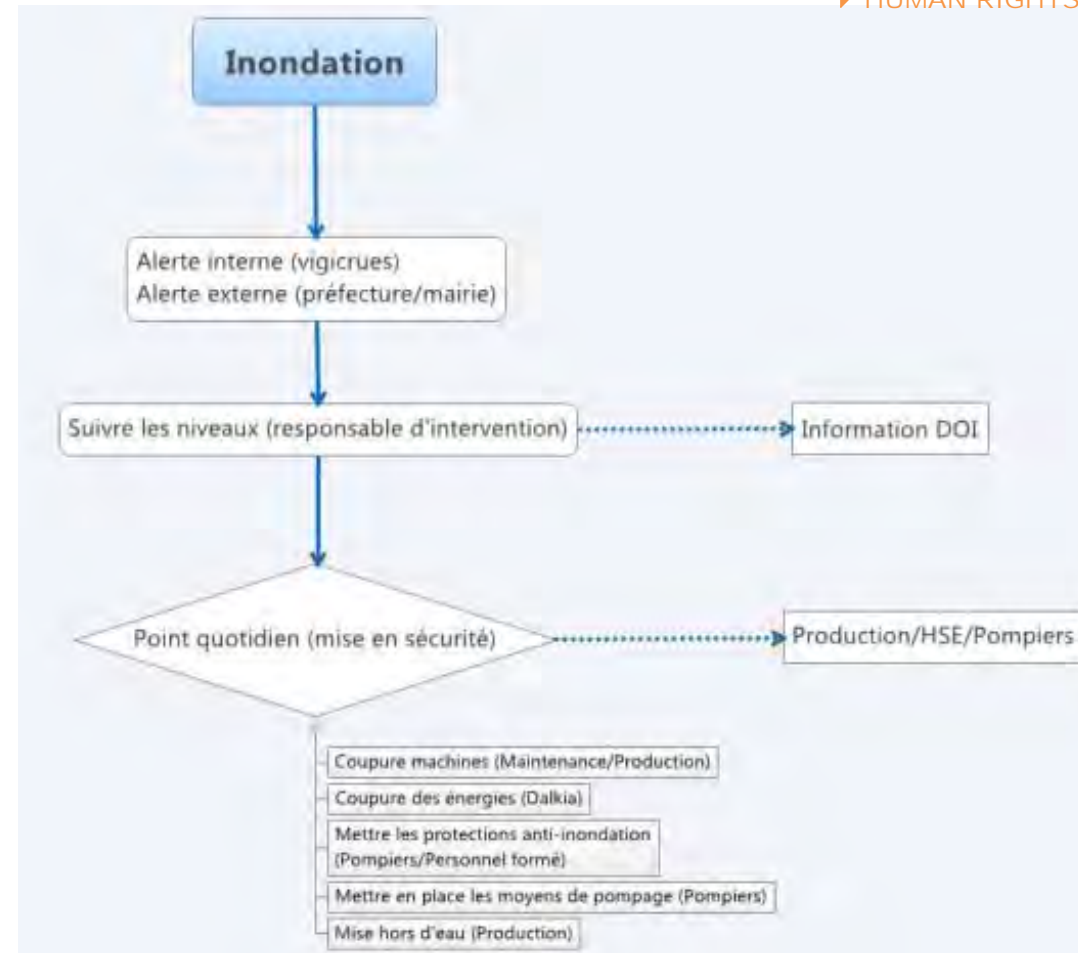 HUMAN RIGHTS
Inondation
Alerte interne (vigicrues)
Alerte externe (préfecture/mairie)
Suivre les niveaux (responsable d'intervention)
Information DOI
Point quotidien (mise en sécurité)
Production/HSE/Pompiers
Coupure machines (Maintenance/Production)
Coupure des énergies (Dalkia)
Mettre les protections anti-inondation
(Pompiers/Personnel formé)
Mettre en place les moyens de pompage (Pompiers)
Mise hors d'eau (Production)